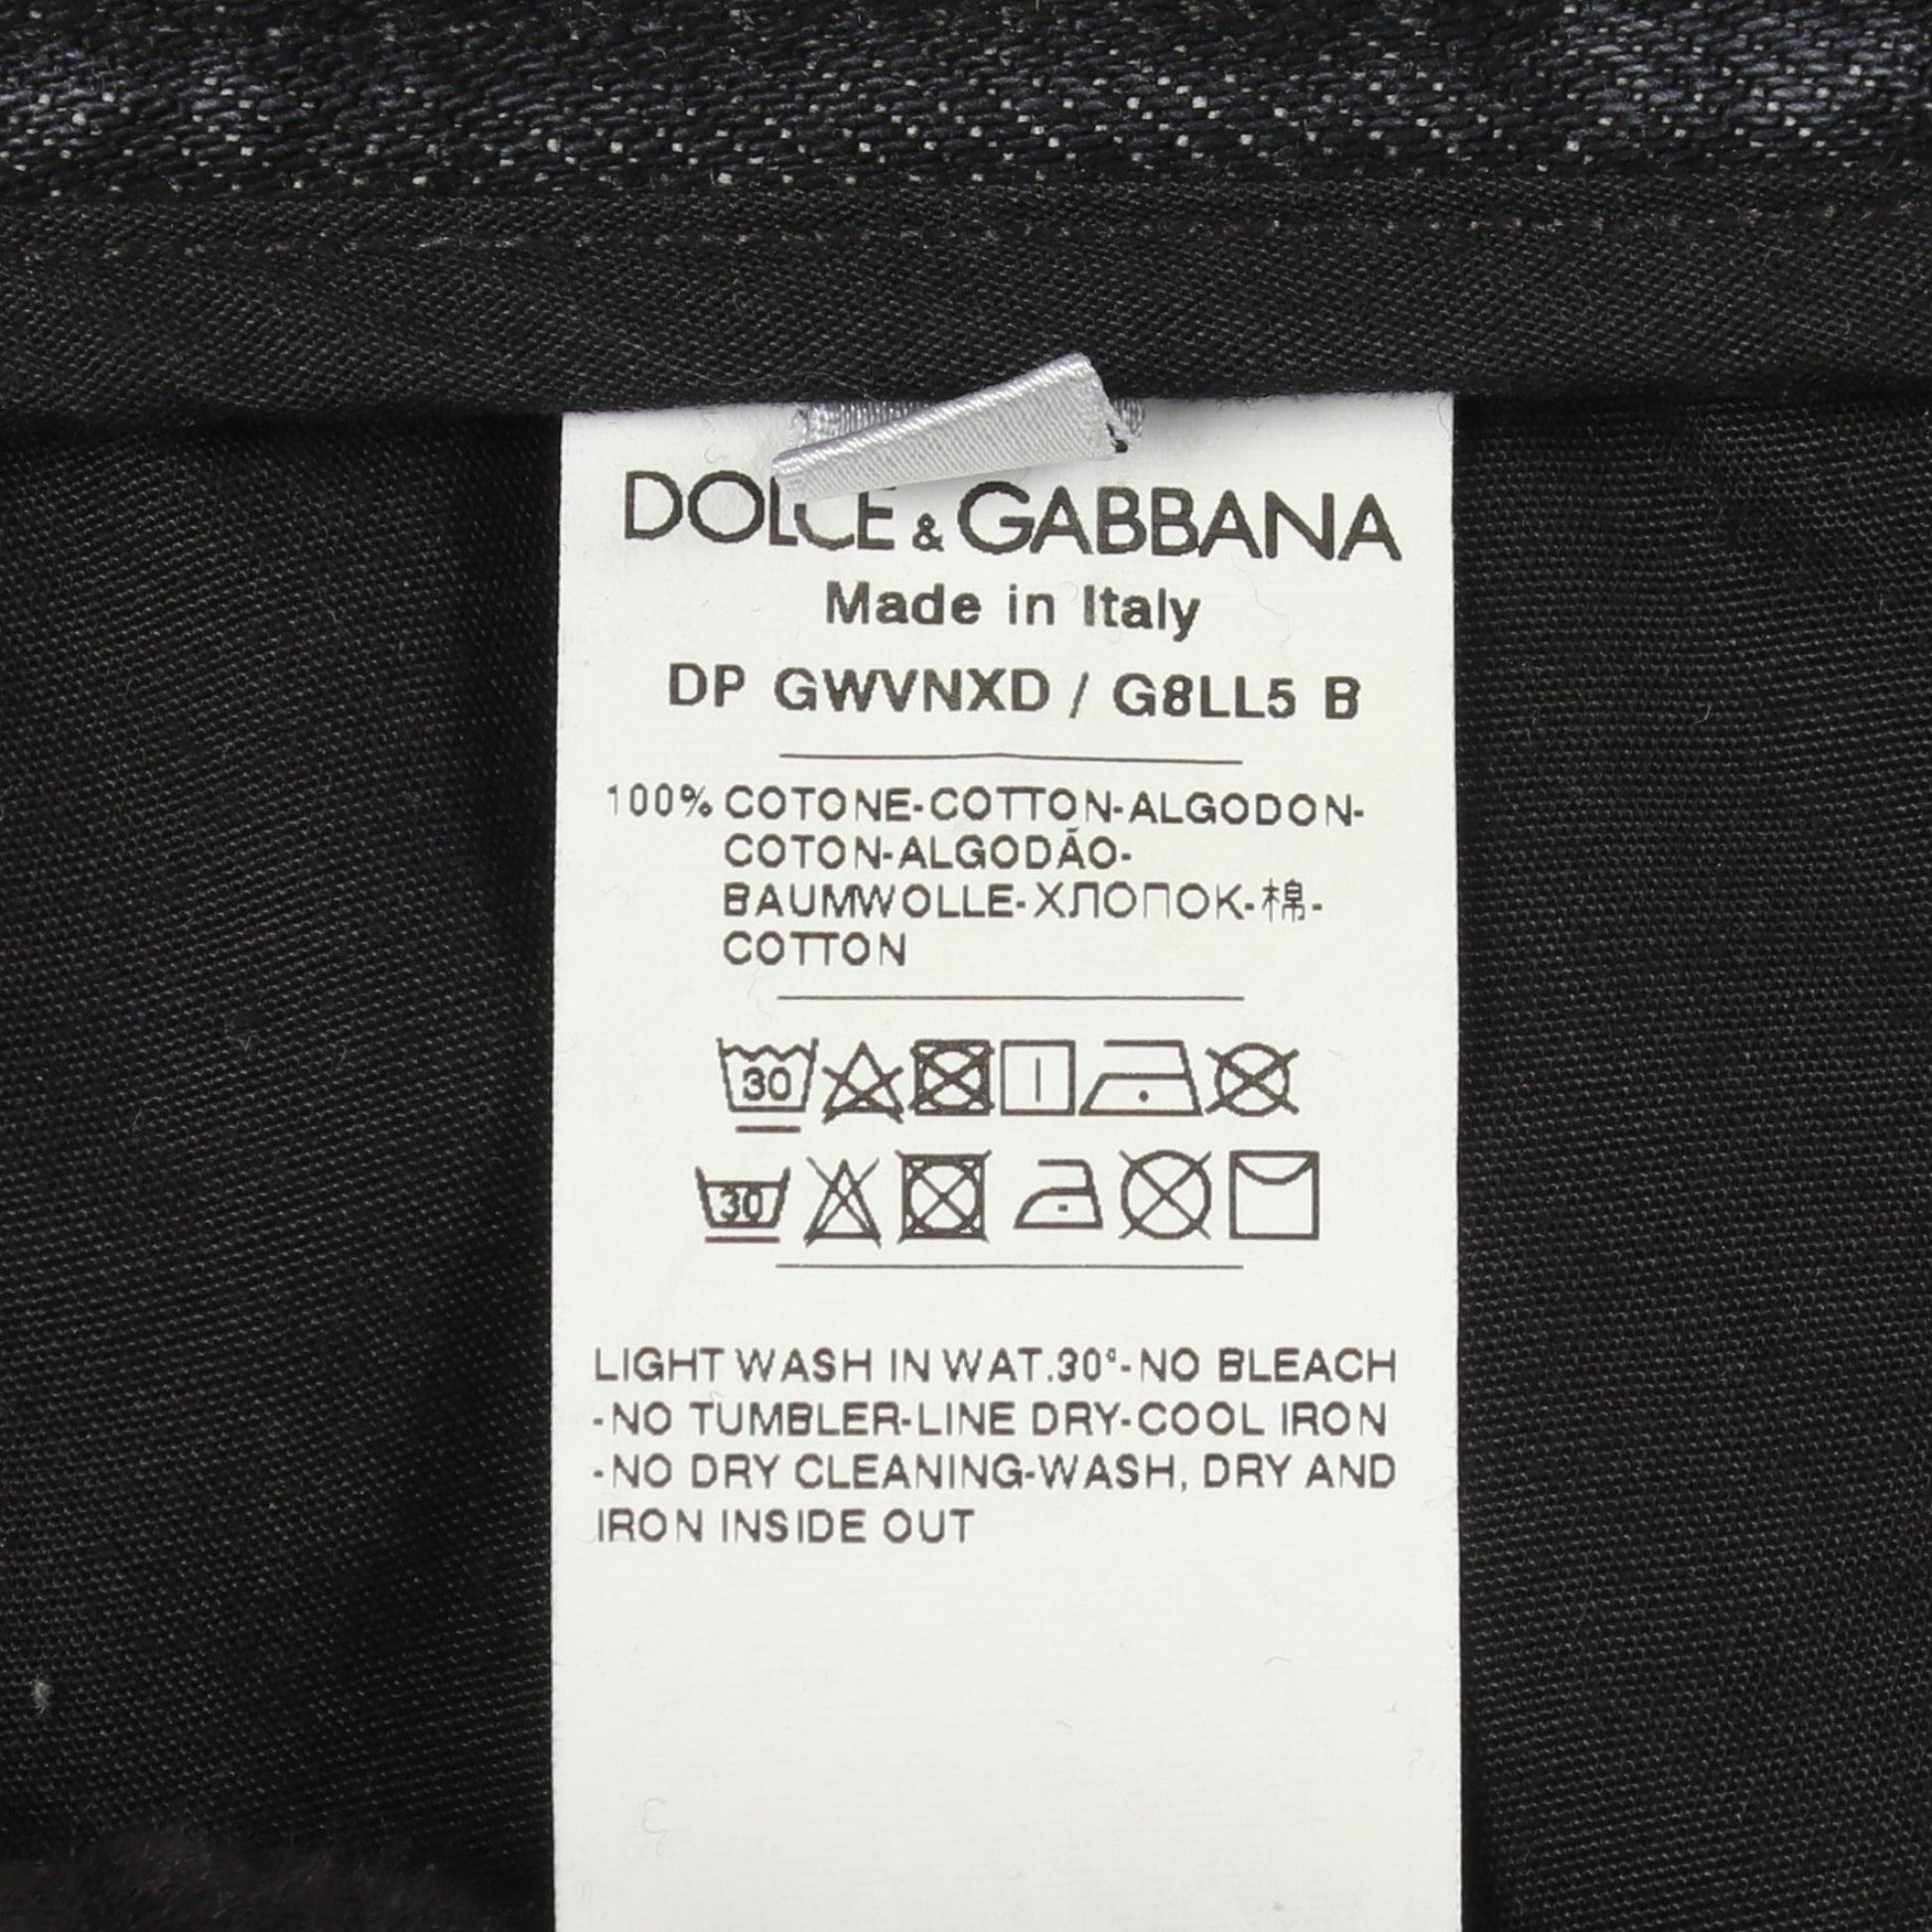 DOLCE & GABBANA
Made in Italy
DP GWVNXD / G8LL5 B
100% COTONE-COTTON-ALGODON-
COTON-ALGODÃO-
BAUMWOLLE-ХЛОПОК-棉-
COTTON
30
30
LIGHT WASH IN WAT.30°-NO BLEACH
-NO TUMBLER-LINE DRY-COOL IRON
-NO DRY CLEANING-WASH, DRY AND
IRON INSIDE OUT